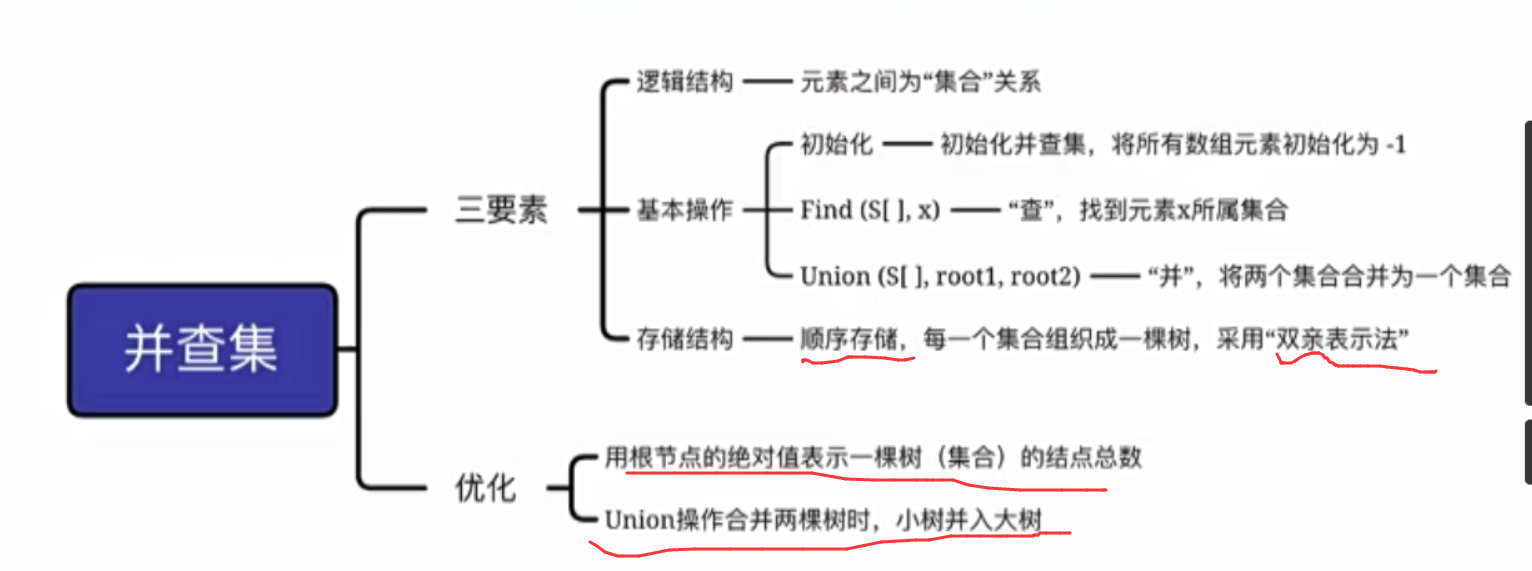 逻辑结构 元素之间为“集合”关系
初始化 初始化并查集，将所有数组元素初始化为 -1
三要素 基本操作 Find (S[ ], x) “查”，找到元素x所属集合
Union (S[ ], root1, root2) “并”，将两个集合合并为一个集合
存储结构 顺序存储，每一个集合组织成一棵树，采用“双亲表示法”
并查集
用根节点的绝对值表示一棵树（集合）的结点总数
优化
Union操作合并两棵树时，小树并入大树